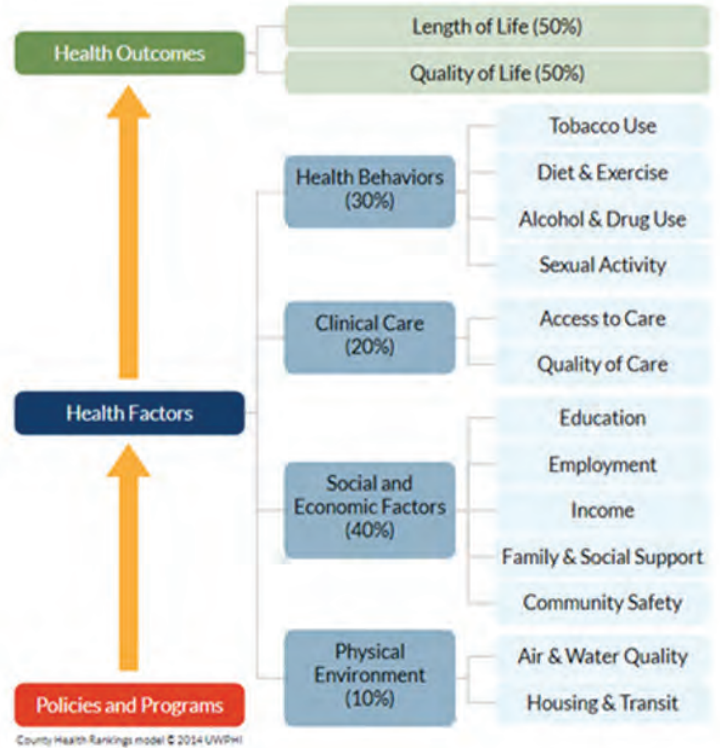 Health Outcomes
Length of Life (50%)
Quality of Life (50%)
Health Factors
Health Behaviors
(30%)
Tobacco Use
Diet & Exercise
Alcohol & Drug Use
Sexual Activity
Clinical Care
(20%)
Access to Care
Quality of Care
Social and
Economic Factors
(40%)
Education
Employment
Income
Family & Social Support
Community Safety
Physical
Environment
(10%)
Air & Water Quality
Housing & Transit
Policies and Programs
County Health Rankings model © 2014 UWPHI